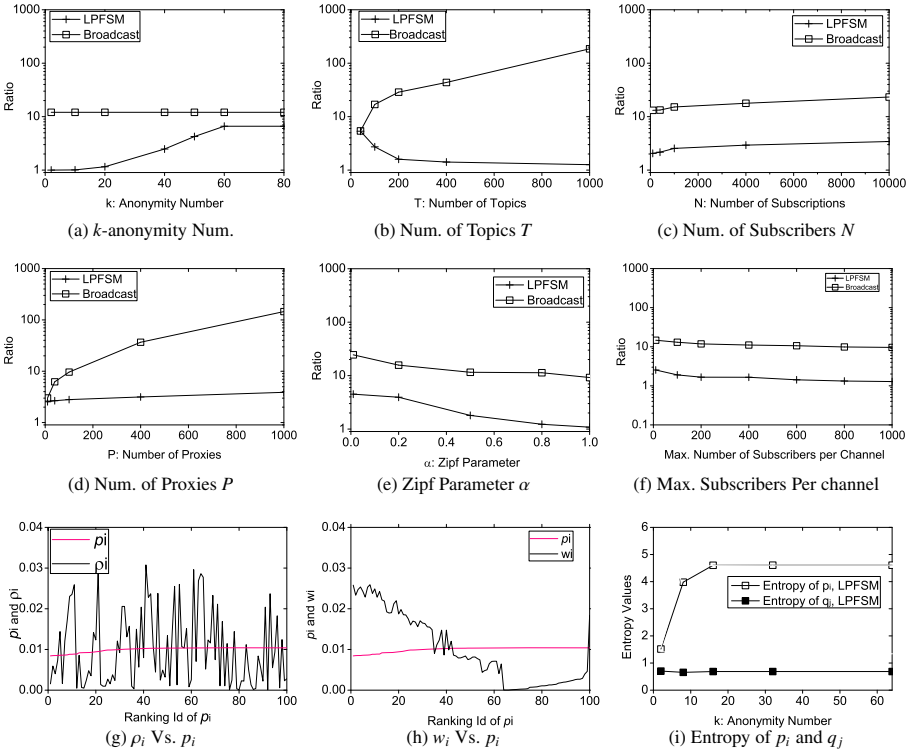 LPFSM
Broadcast
1000
100
10
1
Ratio
0 20 40 60 80
k: Anonymity Number
(a) k-anonymity Num.
LPFSM
Broadcast
1000
100
10
1
Ratio
0 200 400 600 800 1000
T: Number of Topics
(b) Num. of Topics T
LPFSM
Broadcast
1000
100
10
1
Ratio
0 2000 4000 6000 8000 10000
N: Number of Subscriptions
(c) Num. of Subscribers N
LPFSM
Broadcast
1000
100
10
1
Ratio
0 200 400 600 800 1000
P: Number of Proxies
(d) Num. of Proxies P
LPFSM
Broadcast
1000
100
10
1
Ratio
0.0 0.2 0.4 0.6 0.8 1.0
α: Zipf Parameter
(e) Zipf Parameter α
LPFSM
Broadcast
1000
100
10
1
0.1
Ratio
0 200 400 600 800 1000
Max. Number of Subscribers per Channel
(f) Max. Subscribers Per channel
pi
ρi
0.04
0.03
0.02
0.01
0.00
pi and ρi
0 20 40 60 80 100
Ranking Id of pi
(g) ρi Vs. pi
pi
wi
0.04
0.03
0.02
0.01
0.00
pi and wi
0 20 40 60 80 100
Ranking Id of pi
(h) wi Vs. pi
Entropy of pi, LPFSM
Entropy of qj, LPFSM
6
5
4
3
2
1
0
Entropy Values
0 10 20 30 40 50 60
k: Anonymity Number
(i) Entropy of pi and qj